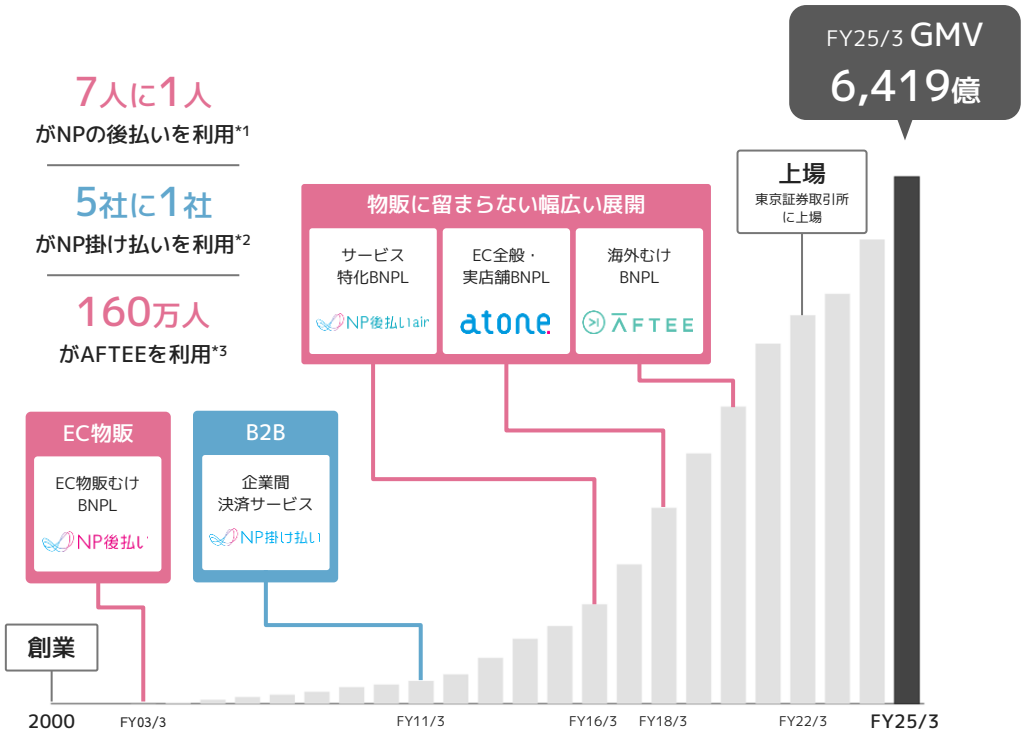 FY25/3 GMV
6,419億
7人に1人
がNPの後払いを利用*1
5社に1社
がNP掛け払いを利用*2
160万人
がAFTEEを利用*3
上場
東京証券取引所
に上場
物販に留まらない幅広い展開
サービス
特化BNPL
NP後払いair
EC全般・
実店舗BNPL
atone
海外むけ
BNPL
AFTEE
EC物販
EC物販むけ
BNPL
NP後払い
B2B
企業間
決済サービス
NP掛け払い
創業
2000
FY03/3
FY11/3
FY16/3
FY18/3
FY22/3
FY25/3